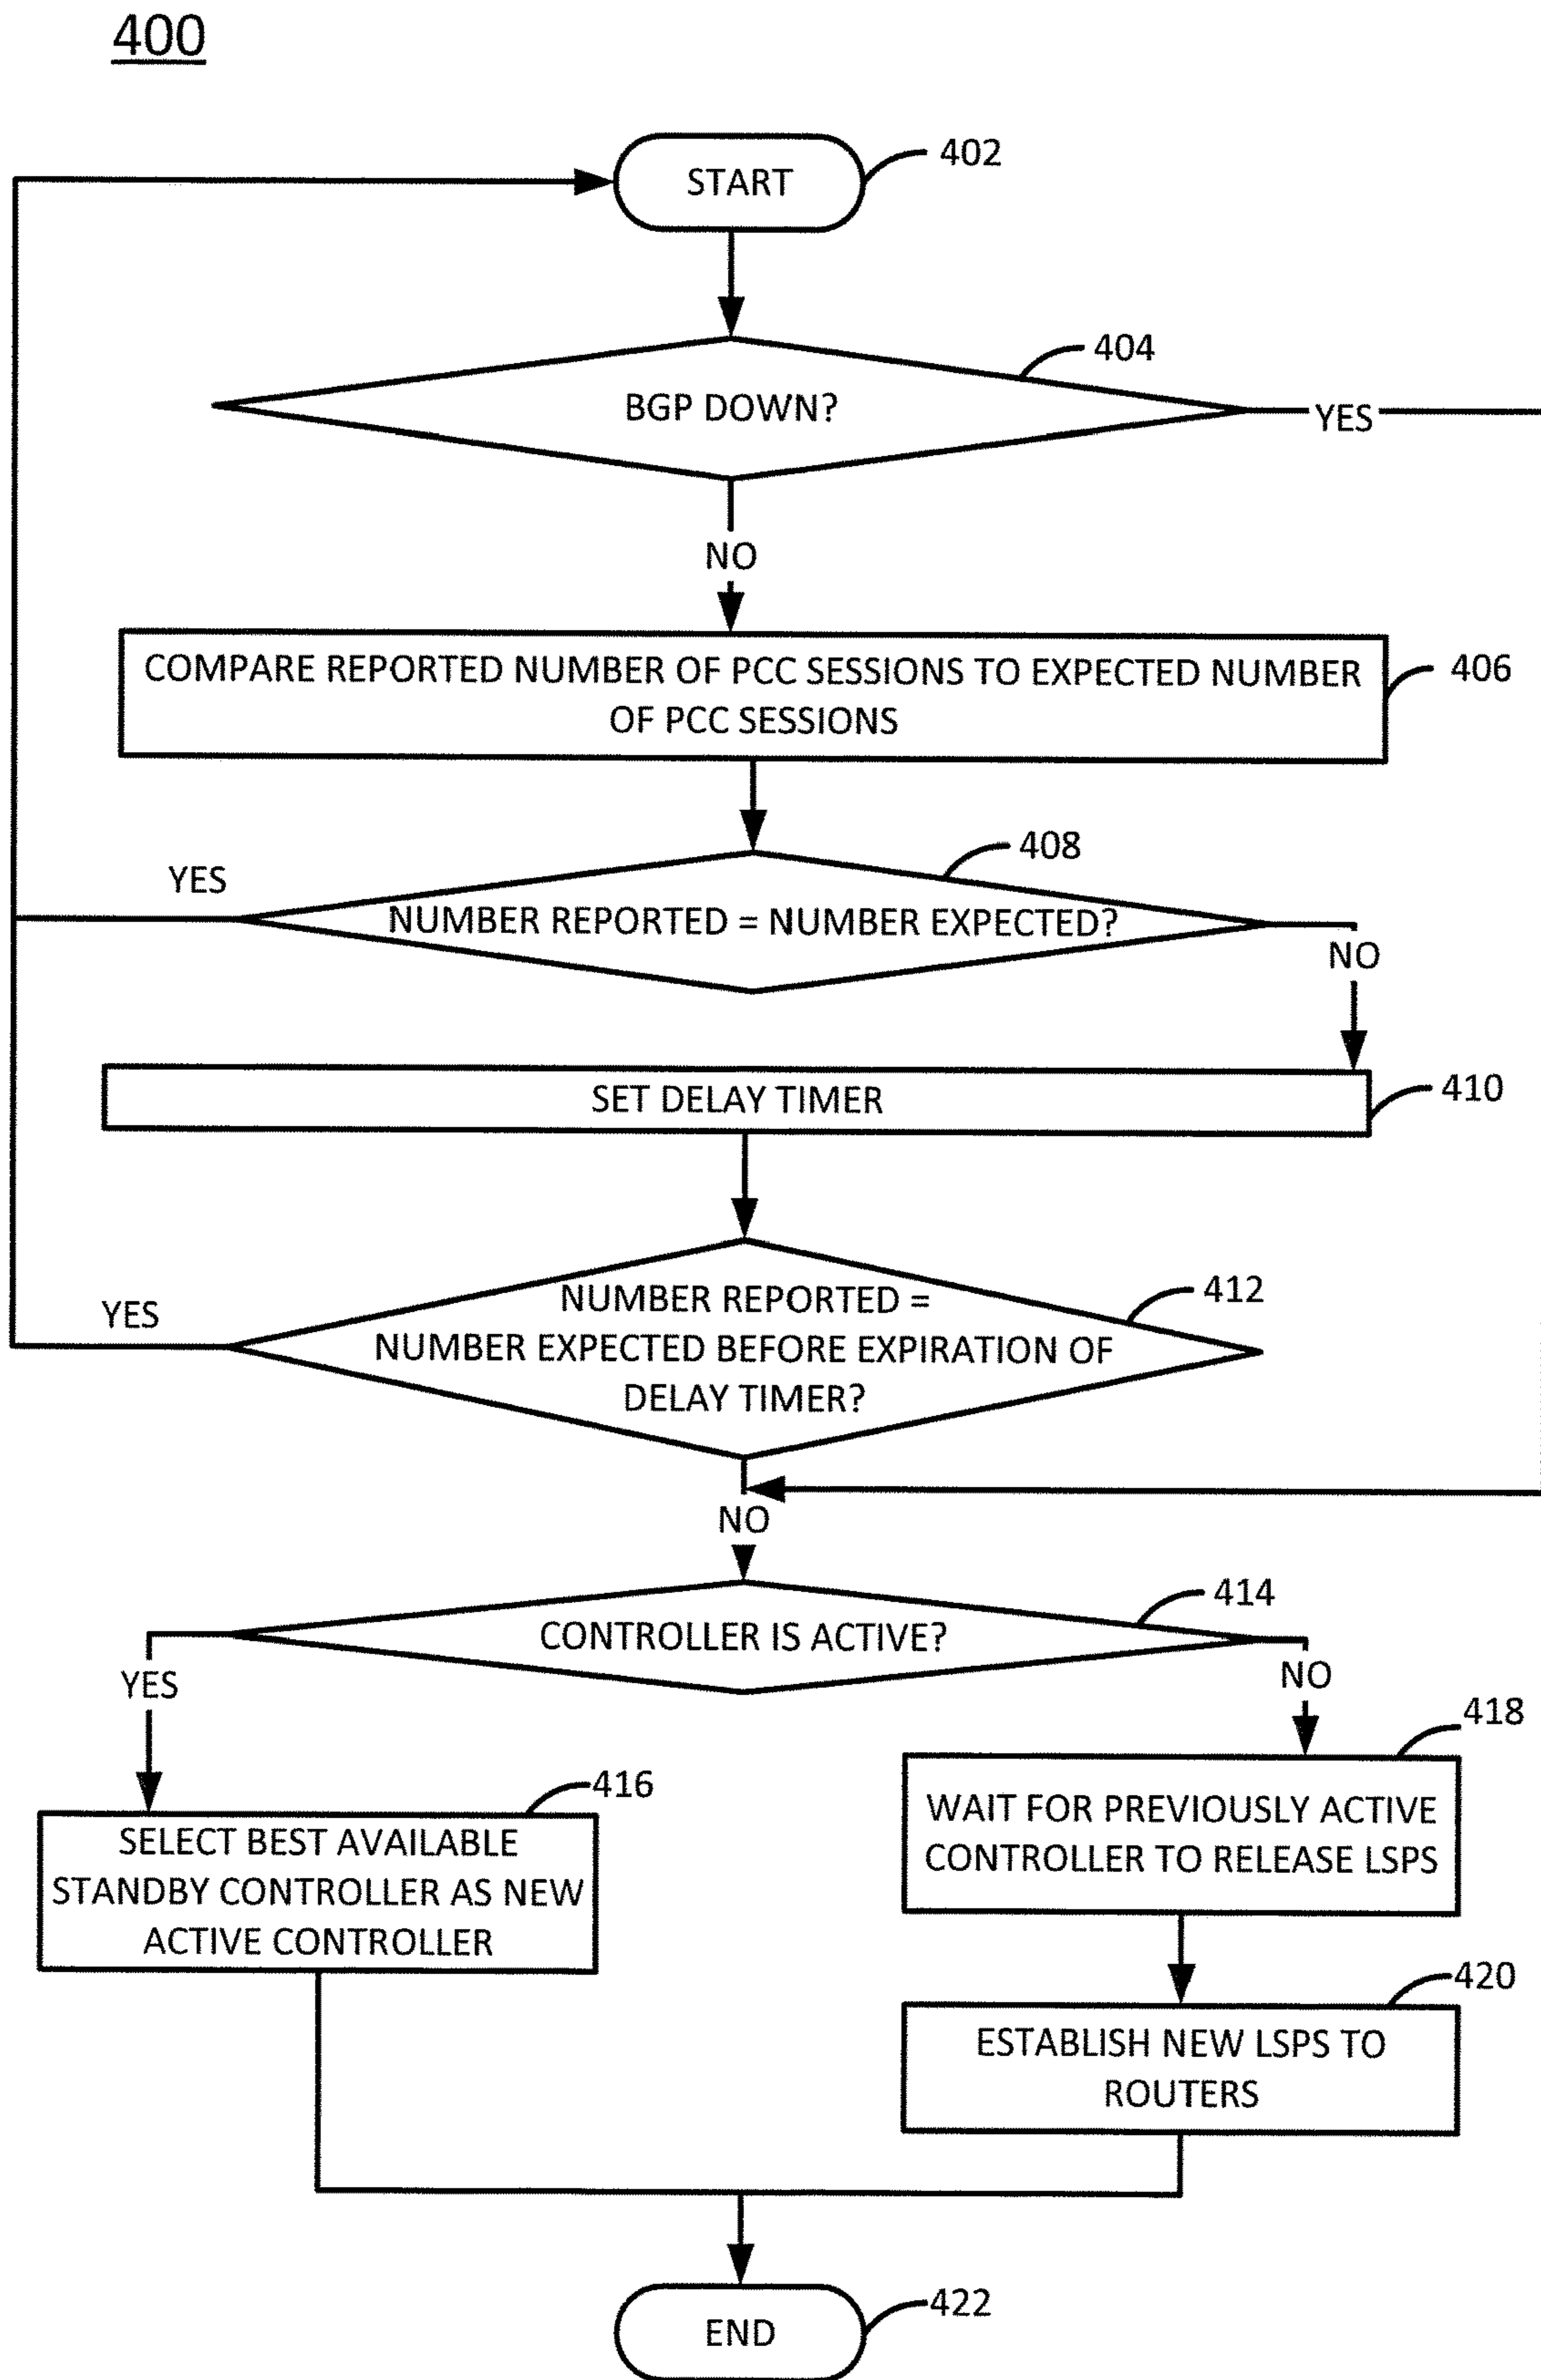 400
START
402
BGP DOWN?
404
YES
NO
COMPARE REPORTED NUMBER OF PCC SESSIONS TO EXPECTED NUMBER
OF PCC SESSIONS
406
NUMBER REPORTED = NUMBER EXPECTED?
408
YES
NO
SET DELAY TIMER
410
NUMBER REPORTED =
NUMBER EXPECTED BEFORE EXPIRATION OF
DELAY TIMER?
412
YES
NO
CONTROLLER IS ACTIVE?
414
YES
NO
416
SELECT BEST AVAILABLE
STANDBY CONTROLLER AS NEW
ACTIVE CONTROLLER
418
WAIT FOR PREVIOUSLY ACTIVE
CONTROLLER TO RELEASE LSPS
420
ESTABLISH NEW LSPS TO
ROUTERS
END
422